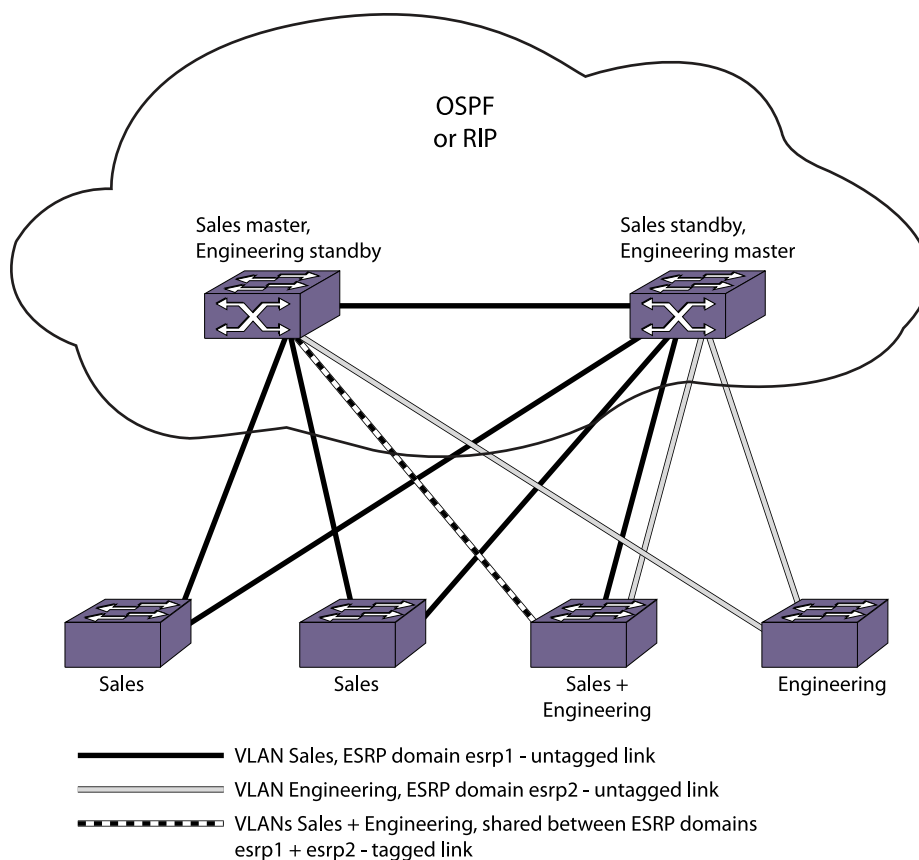 OSPF
or RIP
Sales master,
Engineering standby
Sales standby,
Engineering master
Sales
Sales
Sales +
Engineering
Engineering
VLAN Sales, ESRP domain esrp1 - untagged link
VLAN Engineering, ESRP domain esrp2 - untagged link
VLANs Sales + Engineering, shared between ESRP domains
esrp1 + esrp2 - tagged link